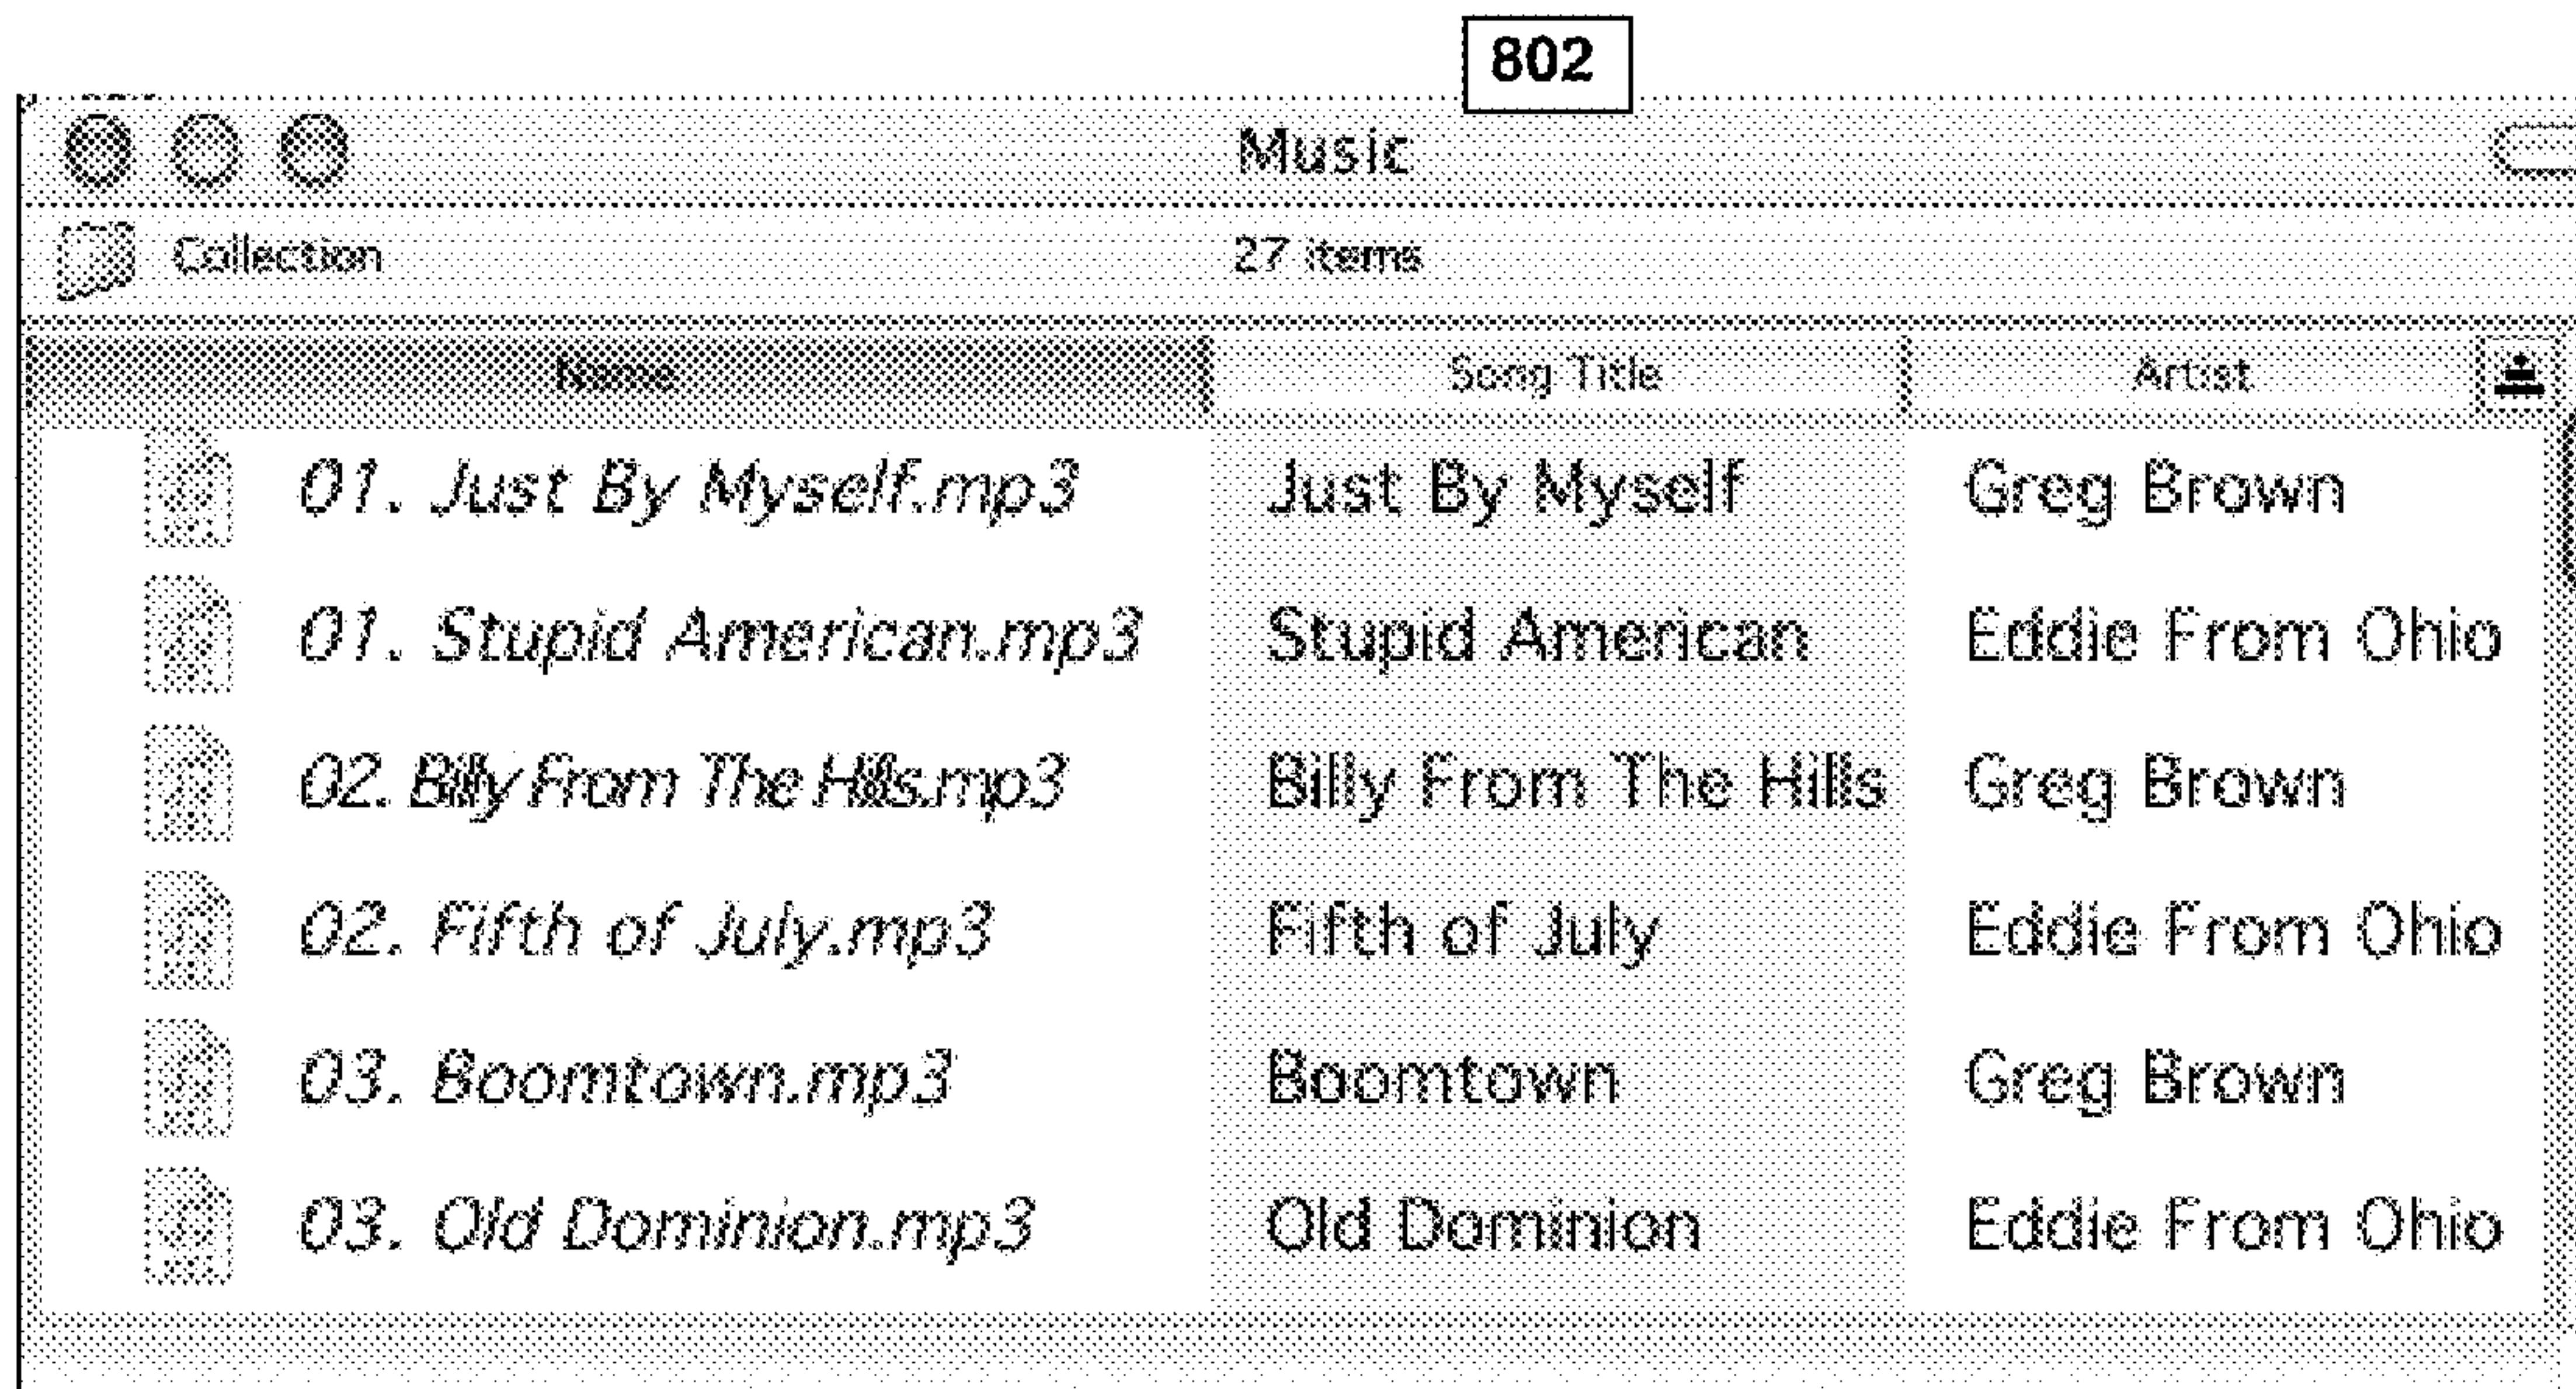 802
Music
Collection 27 items
Name Song Title Artist
01. Just By Myself.mp3 Just By Myself Greg Brown
01. Stupid American.mp3 Stupid American Eddie From Ohio
02. Billy From The Hills.mp3 Billy From The Hills Greg Brown
02. Fifth of July.mp3 Fifth of July Eddie From Ohio
03. Boomtown.mp3 Boomtown Greg Brown
03. Old Dominion.mp3 Old Dominion Eddie From Ohio